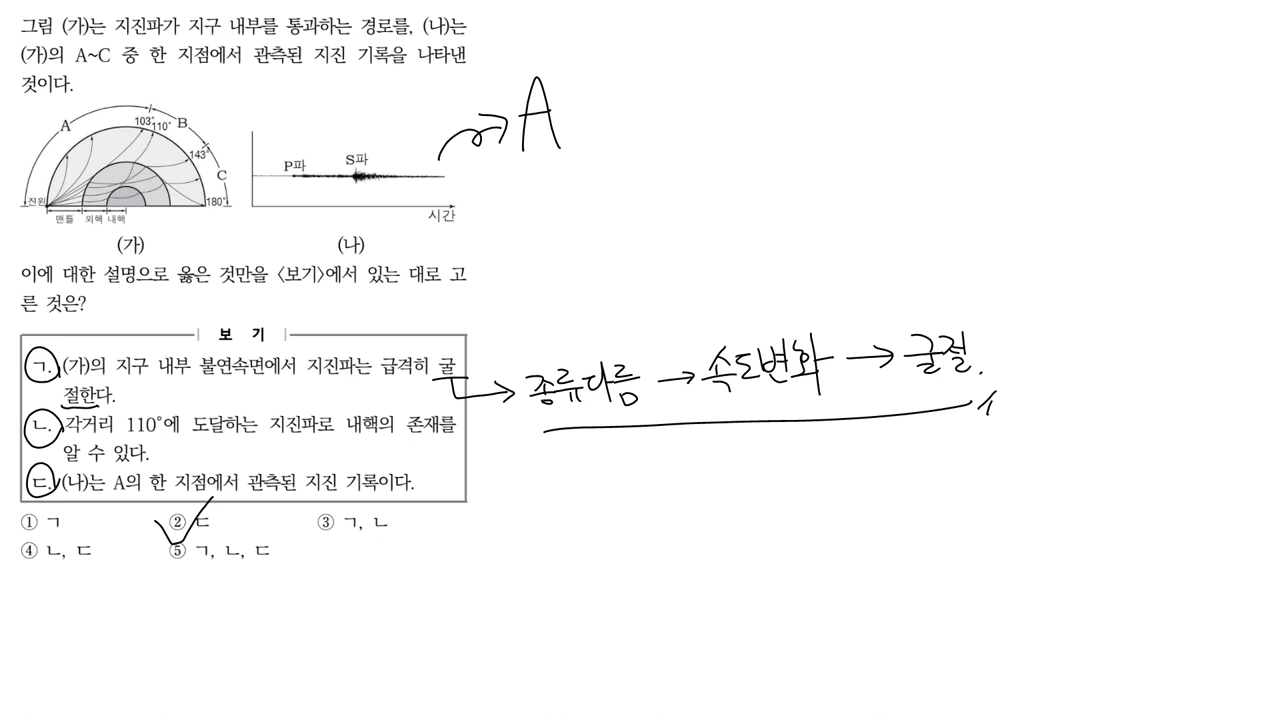 그림 (가)는 지진파가 지구 내부를 통과하는 경로를, (나)는
(가)의 A~C 중 한 지점에서 관측된 지진 기록을 나타낸
것이다.
A
103°
110°
B
143°
C
180°
진원
맨틀 외핵 내핵
(가)
P파
S파
시간
(나)
→ A
이에 대한 설명으로 옳은 것만을 <보기>에서 있는 대로 고
른 것은?
보 기
ㄱ. (가)의 지구 내부 불연속면에서 지진파는 급격히 굴
절한다.
→ 종류다름 → 속도변화 → 굴절.
ㄴ. 각거리 110°에 도달하는 지진파로 내핵의 존재를
알 수 있다.
ㄷ. (나)는 A의 한 지점에서 관측된 지진 기록이다.
① ㄱ ② ㄷ ③ ㄱ, ㄴ
④ ㄴ, ㄷ ⑤ ㄱ, ㄴ, ㄷ